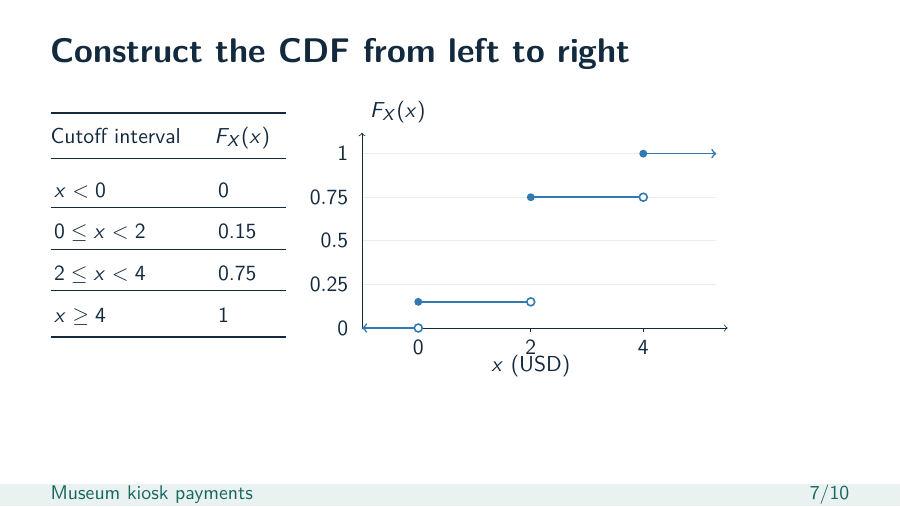 Construct the CDF from left to right
Cutoff interval F_X(x)
x < 0 0
0 ≤ x < 2 0.15
2 ≤ x < 4 0.75
x ≥ 4 1
F_X(x)
1
0.75
0.5
0.25
0
0 2 4
x (USD)
Museum kiosk payments 7/10